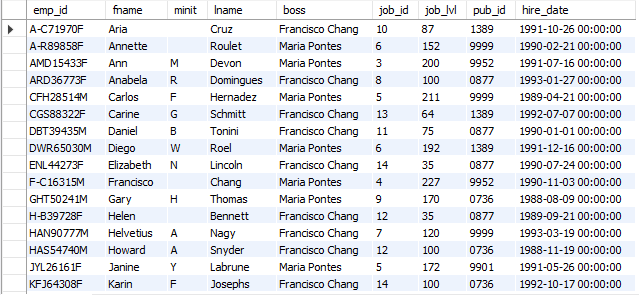 emp_id fname minit lname boss job_id job_lvl pub_id hire_date
A-C71970F Aria Cruz Francisco Chang 10 87 1389 1991-10-26 00:00:00
A-R89858F Annette Roulet Maria Pontes 6 152 9999 1990-02-21 00:00:00
AMD15433F Ann M Devon Maria Pontes 3 200 9952 1991-07-16 00:00:00
ARD36773F Anabela R Domingues Francisco Chang 8 100 0877 1993-01-27 00:00:00
CFH28514M Carlos F Hernadez Maria Pontes 5 211 9999 1989-04-21 00:00:00
CGS88322F Carine G Schmitt Francisco Chang 13 64 1389 1992-07-07 00:00:00
DBT39435M Daniel B Tonini Francisco Chang 11 75 0877 1990-01-01 00:00:00
DWR65030M Diego W Roel Maria Pontes 6 192 1389 1991-12-16 00:00:00
ENL44273F Elizabeth N Lincoln Francisco Chang 14 35 0877 1990-07-24 00:00:00
F-C16315M Francisco Chang Maria Pontes 4 227 9952 1990-11-03 00:00:00
GHT50241M Gary H Thomas Maria Pontes 9 170 0736 1988-08-09 00:00:00
H-B39728F Helen Bennett Francisco Chang 12 35 0877 1989-09-21 00:00:00
HAN90777M Helvetius A Nagy Francisco Chang 7 120 9999 1993-03-19 00:00:00
HAS54740M Howard A Snyder Francisco Chang 12 100 0736 1988-11-19 00:00:00
JYL26161F Janine Y Labrune Maria Pontes 5 172 9901 1991-05-26 00:00:00
KFJ64308F Karin F Josephs Francisco Chang 14 100 0736 1992-10-17 00:00:00